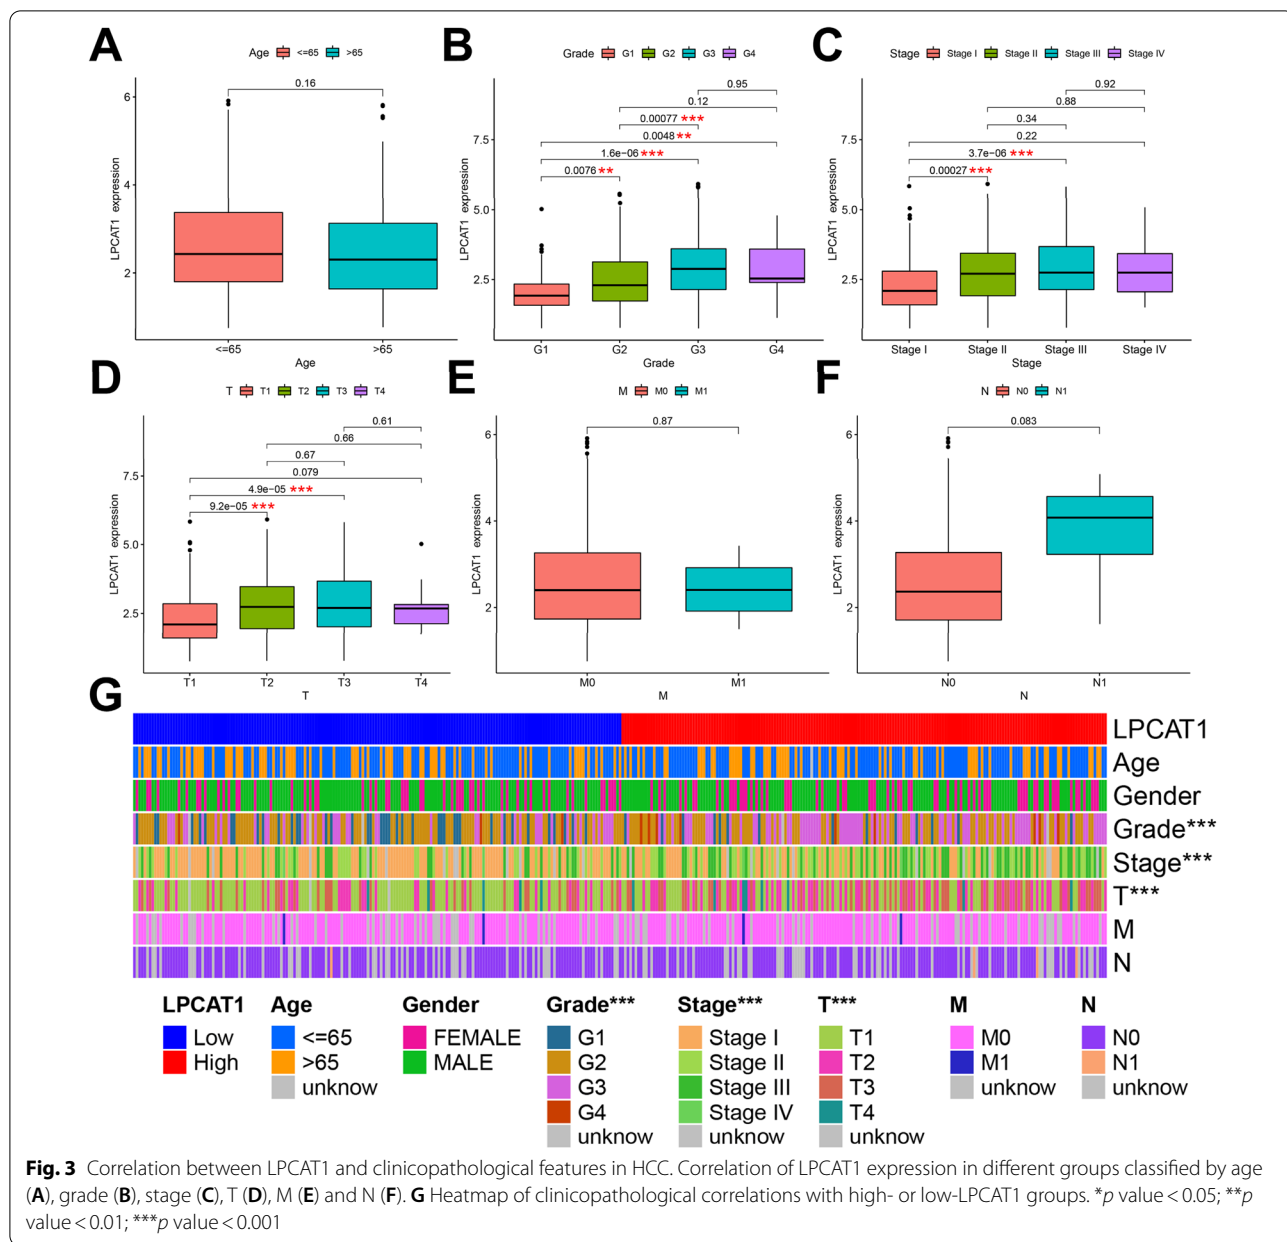 A
Age <=65 >65
0.16
6
4
2
LPCAT1 expression
<=65 >65
Age
B
Grade G1 G2 G3 G4
0.95
0.12
0.00077 ***
0.0048 **
1.6e−06 ***
0.0076 **
7.5
5.0
2.5
LPCAT1 expression
G1 G2 G3 G4
Grade
C
Stage Stage I Stage II Stage III Stage IV
0.92
0.88
0.34
0.22
3.7e−06 ***
0.00027 ***
7.5
5.0
2.5
LPCAT1 expression
Stage I Stage II Stage III Stage IV
Stage
D
T T1 T2 T3 T4
0.61
0.66
0.67
0.079
4.9e−05 ***
9.2e−05 ***
7.5
5.0
2.5
LPCAT1 expression
T1 T2 T3 T4
T
E
M M0 M1
0.87
6
4
2
LPCAT1 expression
M0 M1
M
F
N N0 N1
0.083
6
4
2
LPCAT1 expression
N0 N1
N
G
LPCAT1
Age
Gender
Grade***
Stage***
T***
M
N
LPCAT1 Age Gender Grade*** Stage*** T*** M N
Low <=65 FEMALE G1 Stage I T1 M0 N0
High >65 MALE G2 Stage II T2 M1 N1
unknow G3 Stage III T3 unknow unknow
G4 Stage IV T4
unknow unknow unknow
Fig. 3 Correlation between LPCAT1 and clinicopathological features in HCC. Correlation of LPCAT1 expression in different groups classified by age
(A), grade (B), stage (C), T (D), M (E) and N (F). G Heatmap of clinicopathological correlations with high- or low-LPCAT1 groups. *p value < 0.05; **p
value < 0.01; ***p value < 0.001